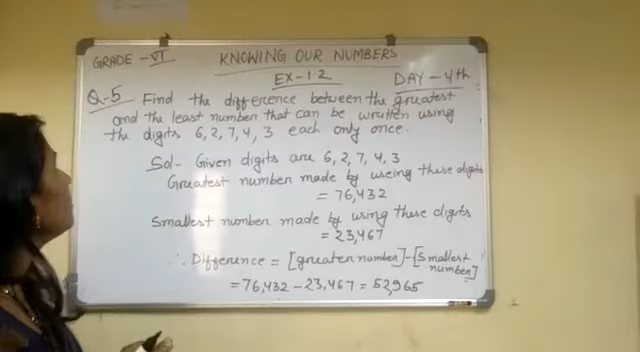 GRADE - VI KNOWING OUR NUMBERS
EX-1.2 DAY - 4th
Q-5 Find the difference between the greatest
and the least number that can be written using
the digits 6, 2, 7, 4, 3 each only once.
Sol- Given digits are 6, 2, 7, 4, 3
Greatest number made by useing these digits
= 76,432
Smallest number made by using these digits
= 23,467
∴ Difference = [greater number] - [Smallest
number]
= 76,432 - 23,467 = 52,965